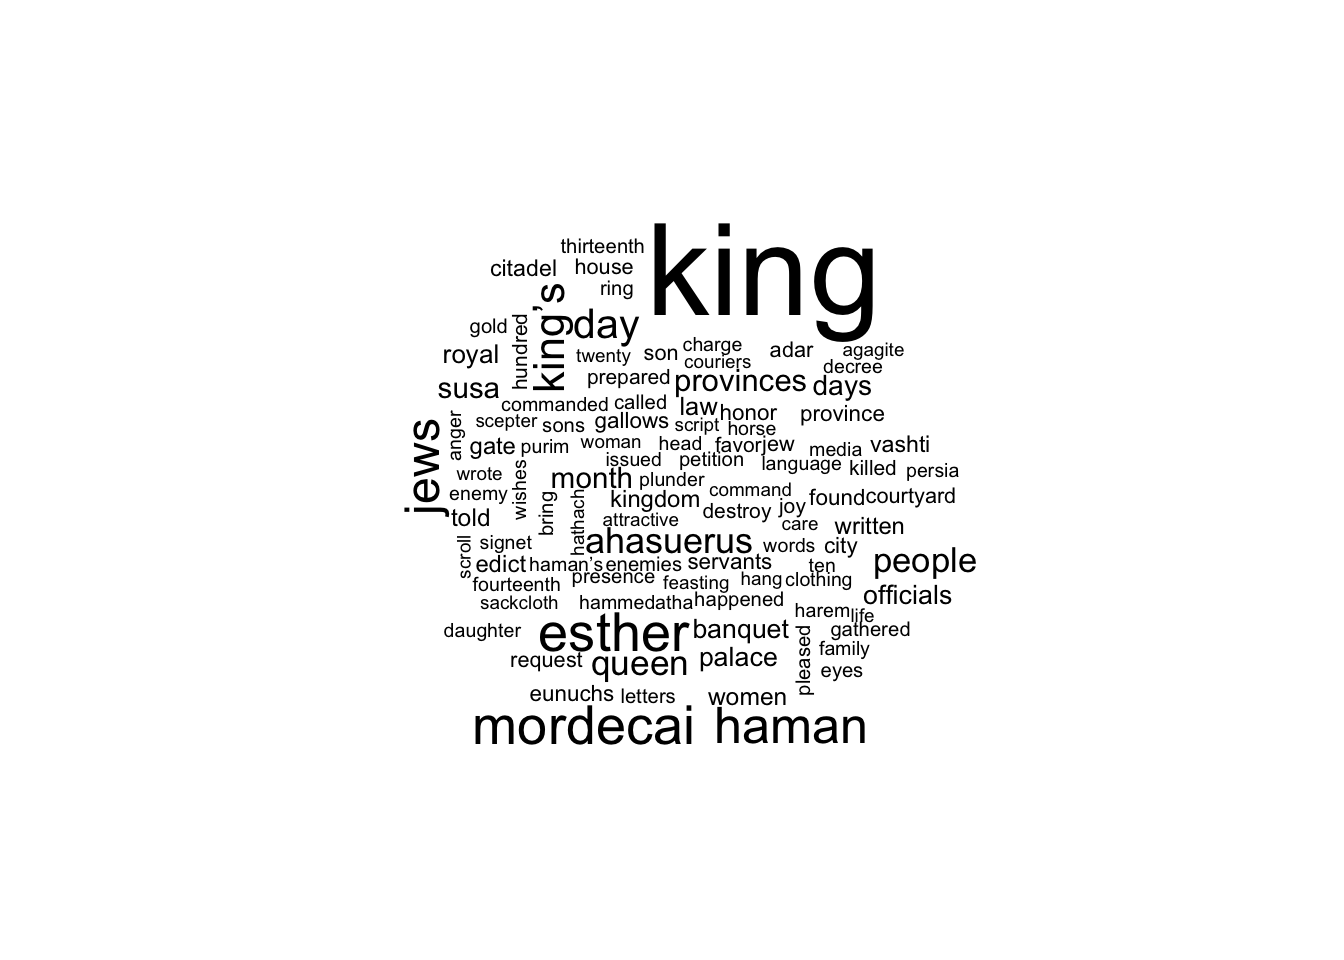 thirteenth
king
citadel
house
ring
king’s
gold
hundred
day
royal
twenty
son
charge
couriers
adar
agagite
decree
susa
prepared
provinces
days
commanded
called
law
honor
province
jews
anger
scepter
sons
gallows
script
horse
gate
purim
woman
head
favor
jew
media
vashti
issued
petition
language
killed
persia
wrote
wishes
month
plunder
enemy
bring
hathach
kingdom
command
found
courtyard
told
attractive
destroy
joy
care
written
scroll
signet
ahasuerus
words
city
people
edict
haman’s
enemies
servants
ten
fourteenth
presence
feasting
hang
clothing
officials
sackcloth
hammedatha
happened
harem
life
daughter
esther
banquet
pleased
gathered
request
queen
palace
family
eyes
eunuchs
letters
women
mordecai
haman